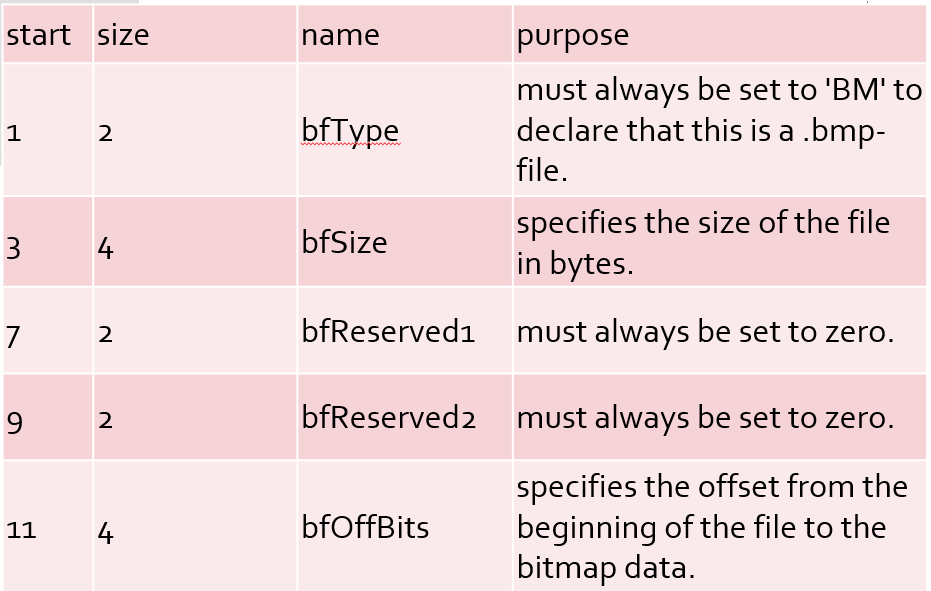 start size name purpose
1 2 bfType must always be set to 'BM' to
declare that this is a .bmp-
file.
3 4 bfSize specifies the size of the file
in bytes.
7 2 bfReserved1 must always be set to zero.
9 2 bfReserved2 must always be set to zero.
11 4 bfOffBits specifies the offset from the
beginning of the file to the
bitmap data.